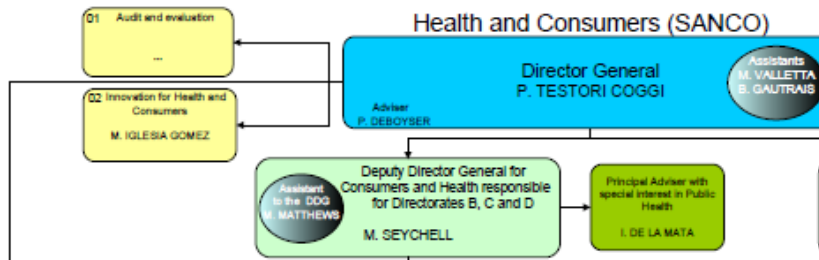 Health and Consumers (SANCO)
01 Audit and evaluation
...
Director General
P. TESTORI COGGI
Assistants
M. VALLETTA
B. GAUTRAIS
Adviser
P. DEBOYSER
02 Innovation for Health and
Consumers
M. IGLESIA GOMEZ
Deputy Director General for
Consumers and Health responsible
for Directorates B, C and D
M. SEYCHELL
Assistant
to the DDG
M. MATTHEWS
Principal Adviser with
special interest in Public
Health
I. DE LA MATA